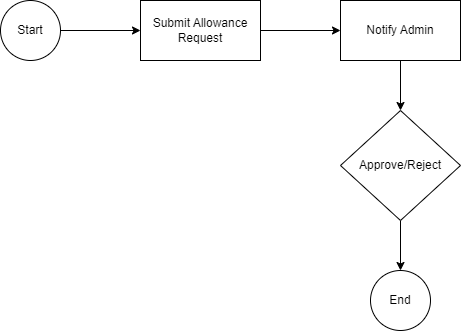 Start
Submit Allowance
Request
Notify Admin
Approve/Reject
End